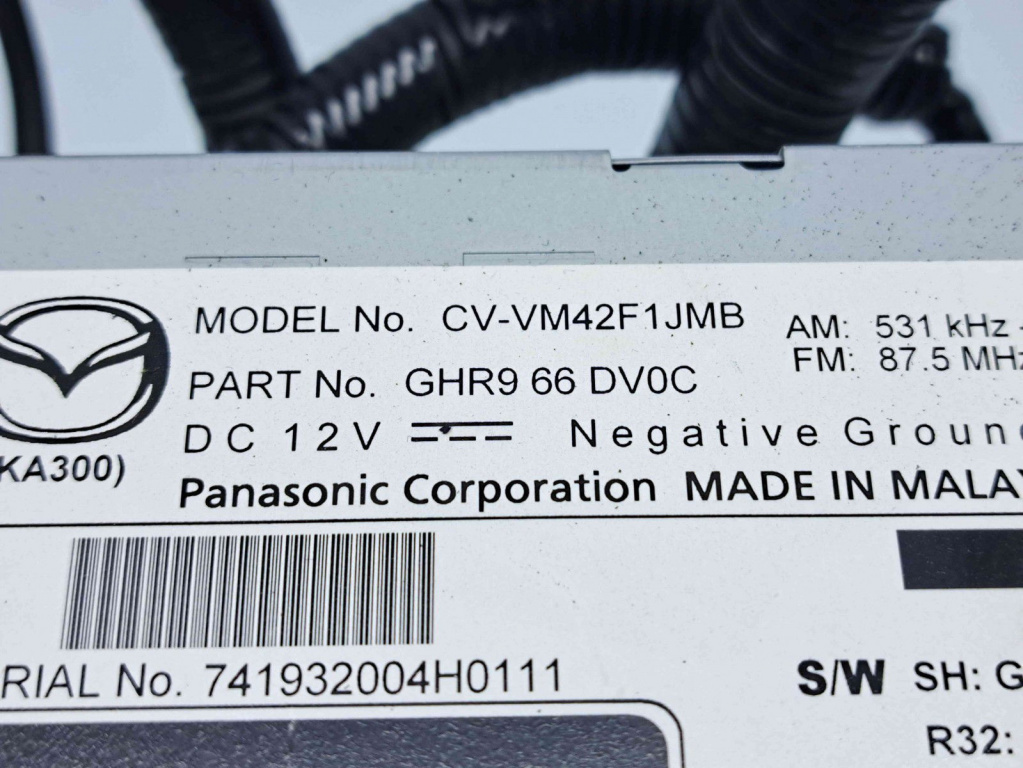 MODEL No. CV-VM42F1JMB
AM: 531 kHz -
FM: 87.5 MHz
PART No. GHR9 66 DV0C
DC 12V Negative Groun
KA300)
Panasonic Corporation MADE IN MALA
RIAL No. 741932004H0111
S/W SH: G
R32: